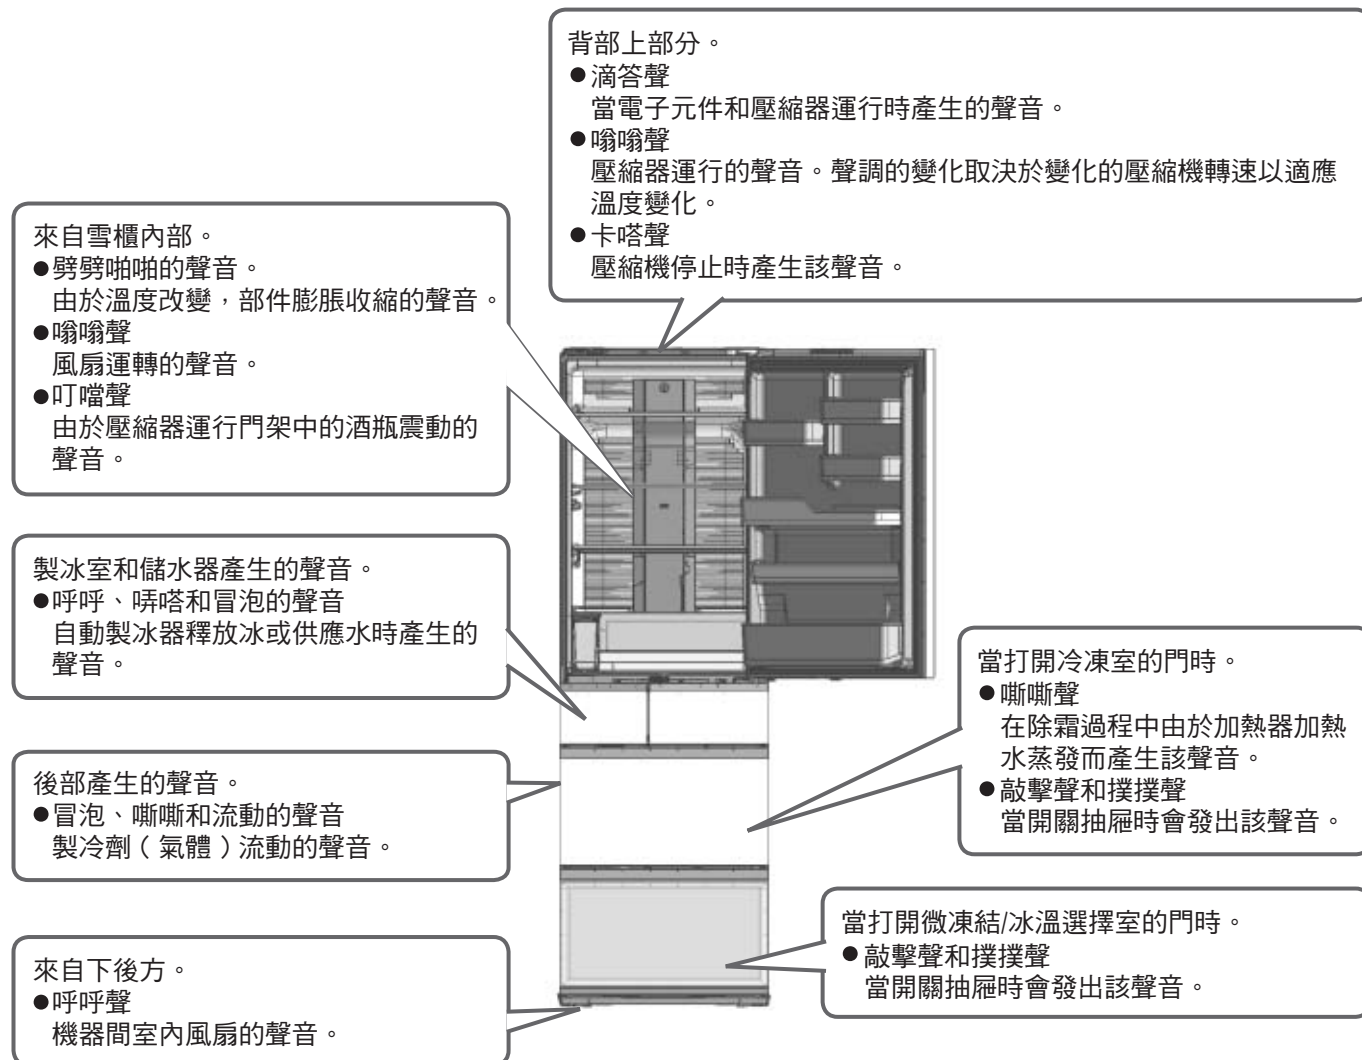 背部上部分。
●滴答聲
當電子元件和壓縮器運行時產生的聲音。
●嗡嗡聲
壓縮器運行的聲音。聲調的變化取決於變化的壓縮機轉速以適應
溫度變化。
●卡嗒聲
壓縮機停止時產生該聲音。
來自雪櫃內部。
●劈劈啪啪的聲音。
由於溫度改變，部件膨脹收縮的聲音。
●嗡嗡聲
風扇運轉的聲音。
●叮噹聲
由於壓縮器運行門架中的酒瓶震動的
聲音。
製冰室和儲水器產生的聲音。
●呼呼、哢嗒和冒泡的聲音
自動製冰器釋放冰或供應水時產生的
聲音。
後部產生的聲音。
●冒泡、嘶嘶和流動的聲音
製冷劑（氣體）流動的聲音。
來自下後方。
●呼呼聲
機器間室內風扇的聲音。
當打開冷凍室的門時。
●嘶嘶聲
在除霜過程中由於加熱器加熱
水蒸發而產生該聲音。
●敲擊聲和撲撲聲
當開關抽屜時會發出該聲音。
當打開微凍結/冰溫選擇室的門時。
●敲擊聲和撲撲聲
當開關抽屜時會發出該聲音。